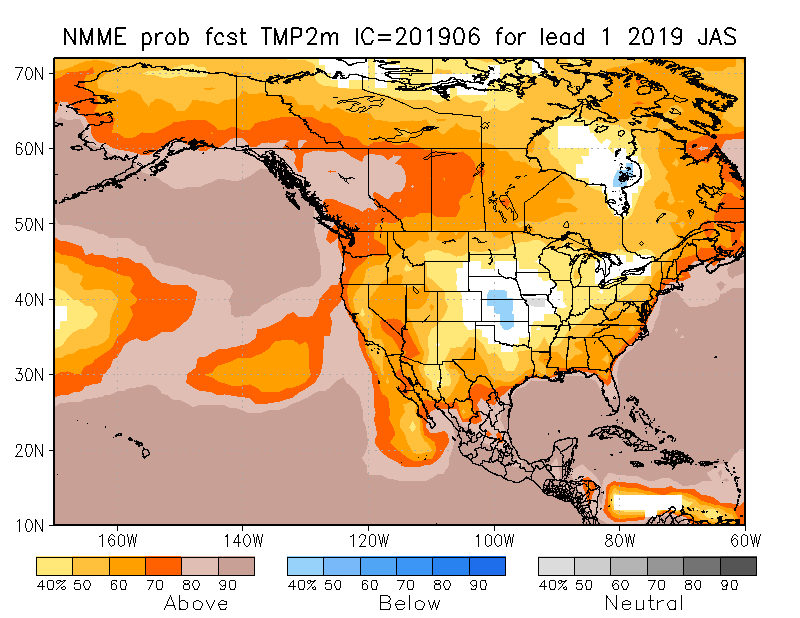 NMME prob fcst TMP2m IC=201906 for lead 1 2019 JAS
70N
60N
50N
40N
30N
20N
10N
160W 140W 120W 100W 80W 60W
40% 50 60 70 80 90 40% 50 60 70 80 90 40% 50 60 70 80 90
Above Below Neutral